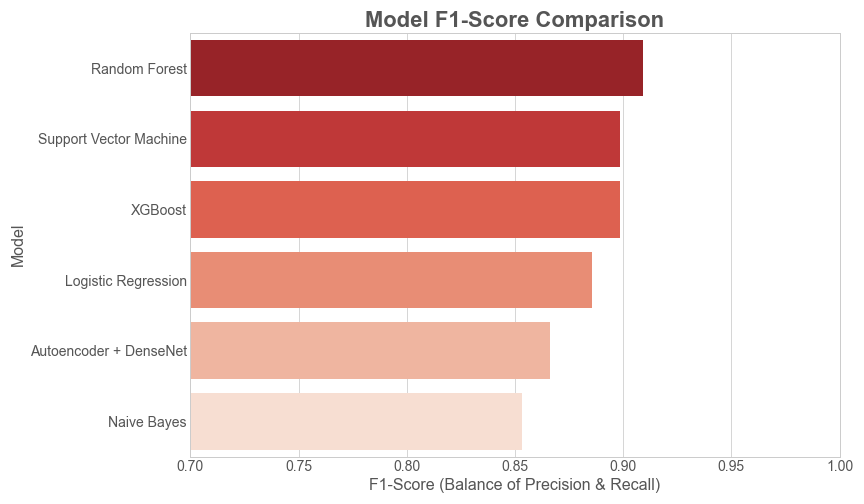 Model F1-Score Comparison
Model
Random Forest
Support Vector Machine
XGBoost
Logistic Regression
Autoencoder + DenseNet
Naive Bayes
0.70 0.75 0.80 0.85 0.90 0.95 1.00
F1-Score (Balance of Precision & Recall)